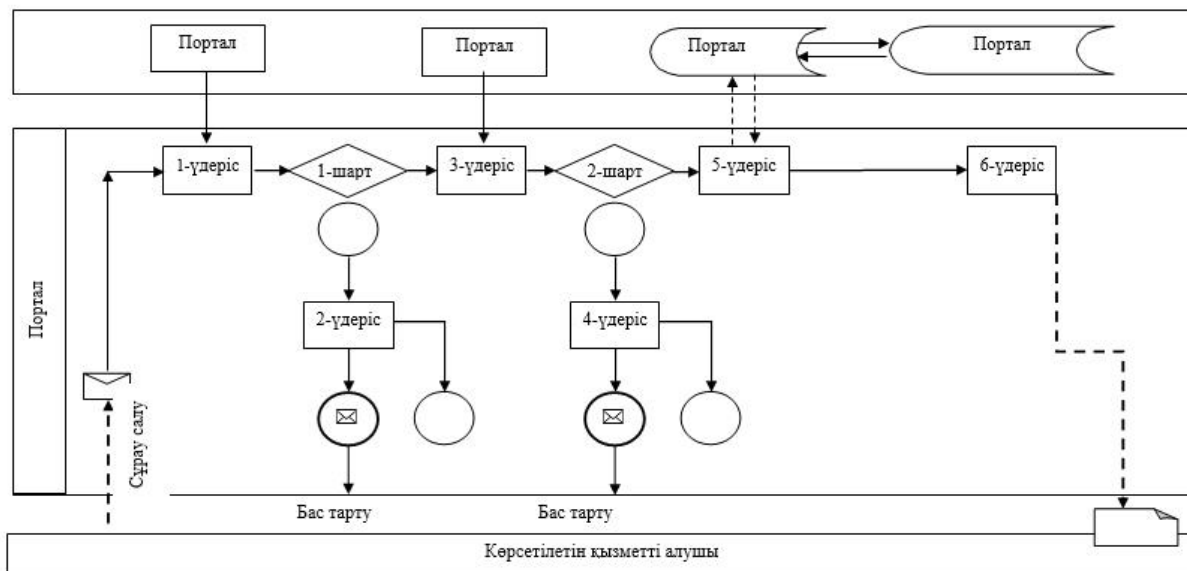 Портал
Портал
Портал
Портал
1-үдеріс
1-шарт
3-үдеріс
2-шарт
5-үдеріс
6-үдеріс
Портал
2-үдеріс
4-үдеріс
Сұрау салу
Бас тарту
Бас тарту
Көрсетілетін қызметті алушы